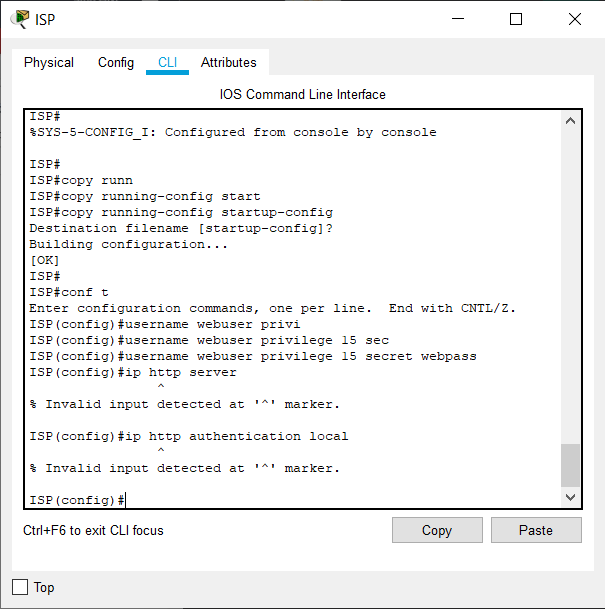 ISP
Physical Config CLI Attributes
IOS Command Line Interface
ISP#
%SYS-5-CONFIG_I: Configured from console by console
ISP#
ISP#copy runn
ISP#copy running-config start
ISP#copy running-config startup-config
Destination filename [startup-config]?
Building configuration...
[OK]
ISP#
ISP#conf t
Enter configuration commands, one per line.  End with CNTL/Z.
ISP(config)#username webuser privi
ISP(config)#username webuser privilege 15 sec
ISP(config)#username webuser privilege 15 secret webpass
ISP(config)#ip http server
                 ^
% Invalid input detected at '^' marker.
ISP(config)#ip http authentication local
                 ^
% Invalid input detected at '^' marker.
ISP(config)#
Ctrl+F6 to exit CLI focus Copy Paste
Top